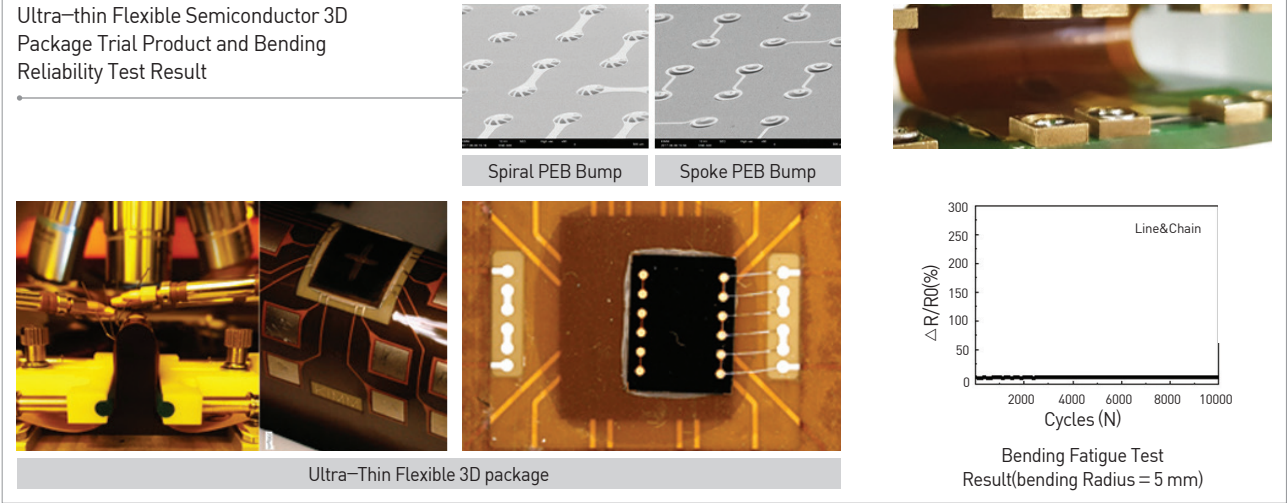 Ultra–thin Flexible Semiconductor 3D
Package Trial Product and Bending
Reliability Test Result
Spiral PEB Bump
Spoke PEB Bump
Ultra–Thin Flexible 3D package
300
250
200
150
100
50
0
△R/R0(%)
Line&Chain
2000 4000 6000 8000 10000
Cycles (N)
Bending Fatigue Test
Result(bending Radius = 5 mm)